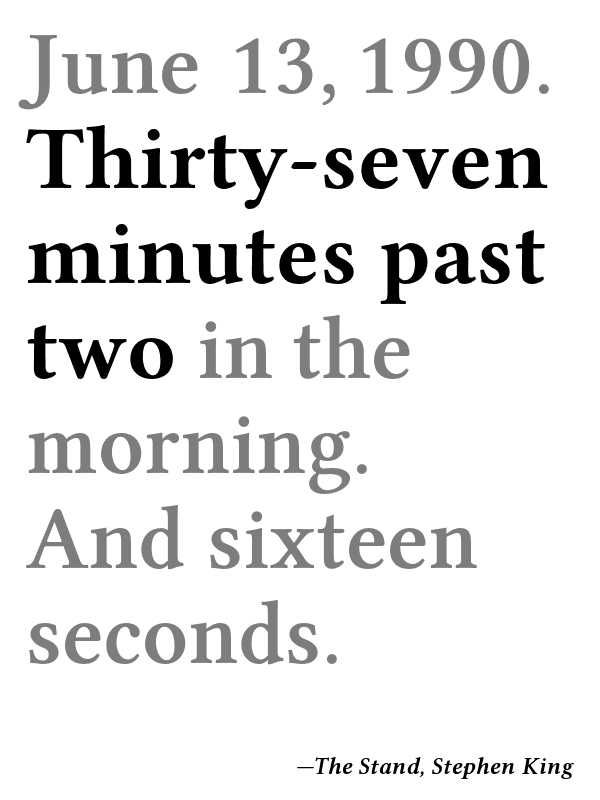 June 13, 1990.
Thirty-seven
minutes past
two in the
morning.
And sixteen
seconds.
—The Stand, Stephen King